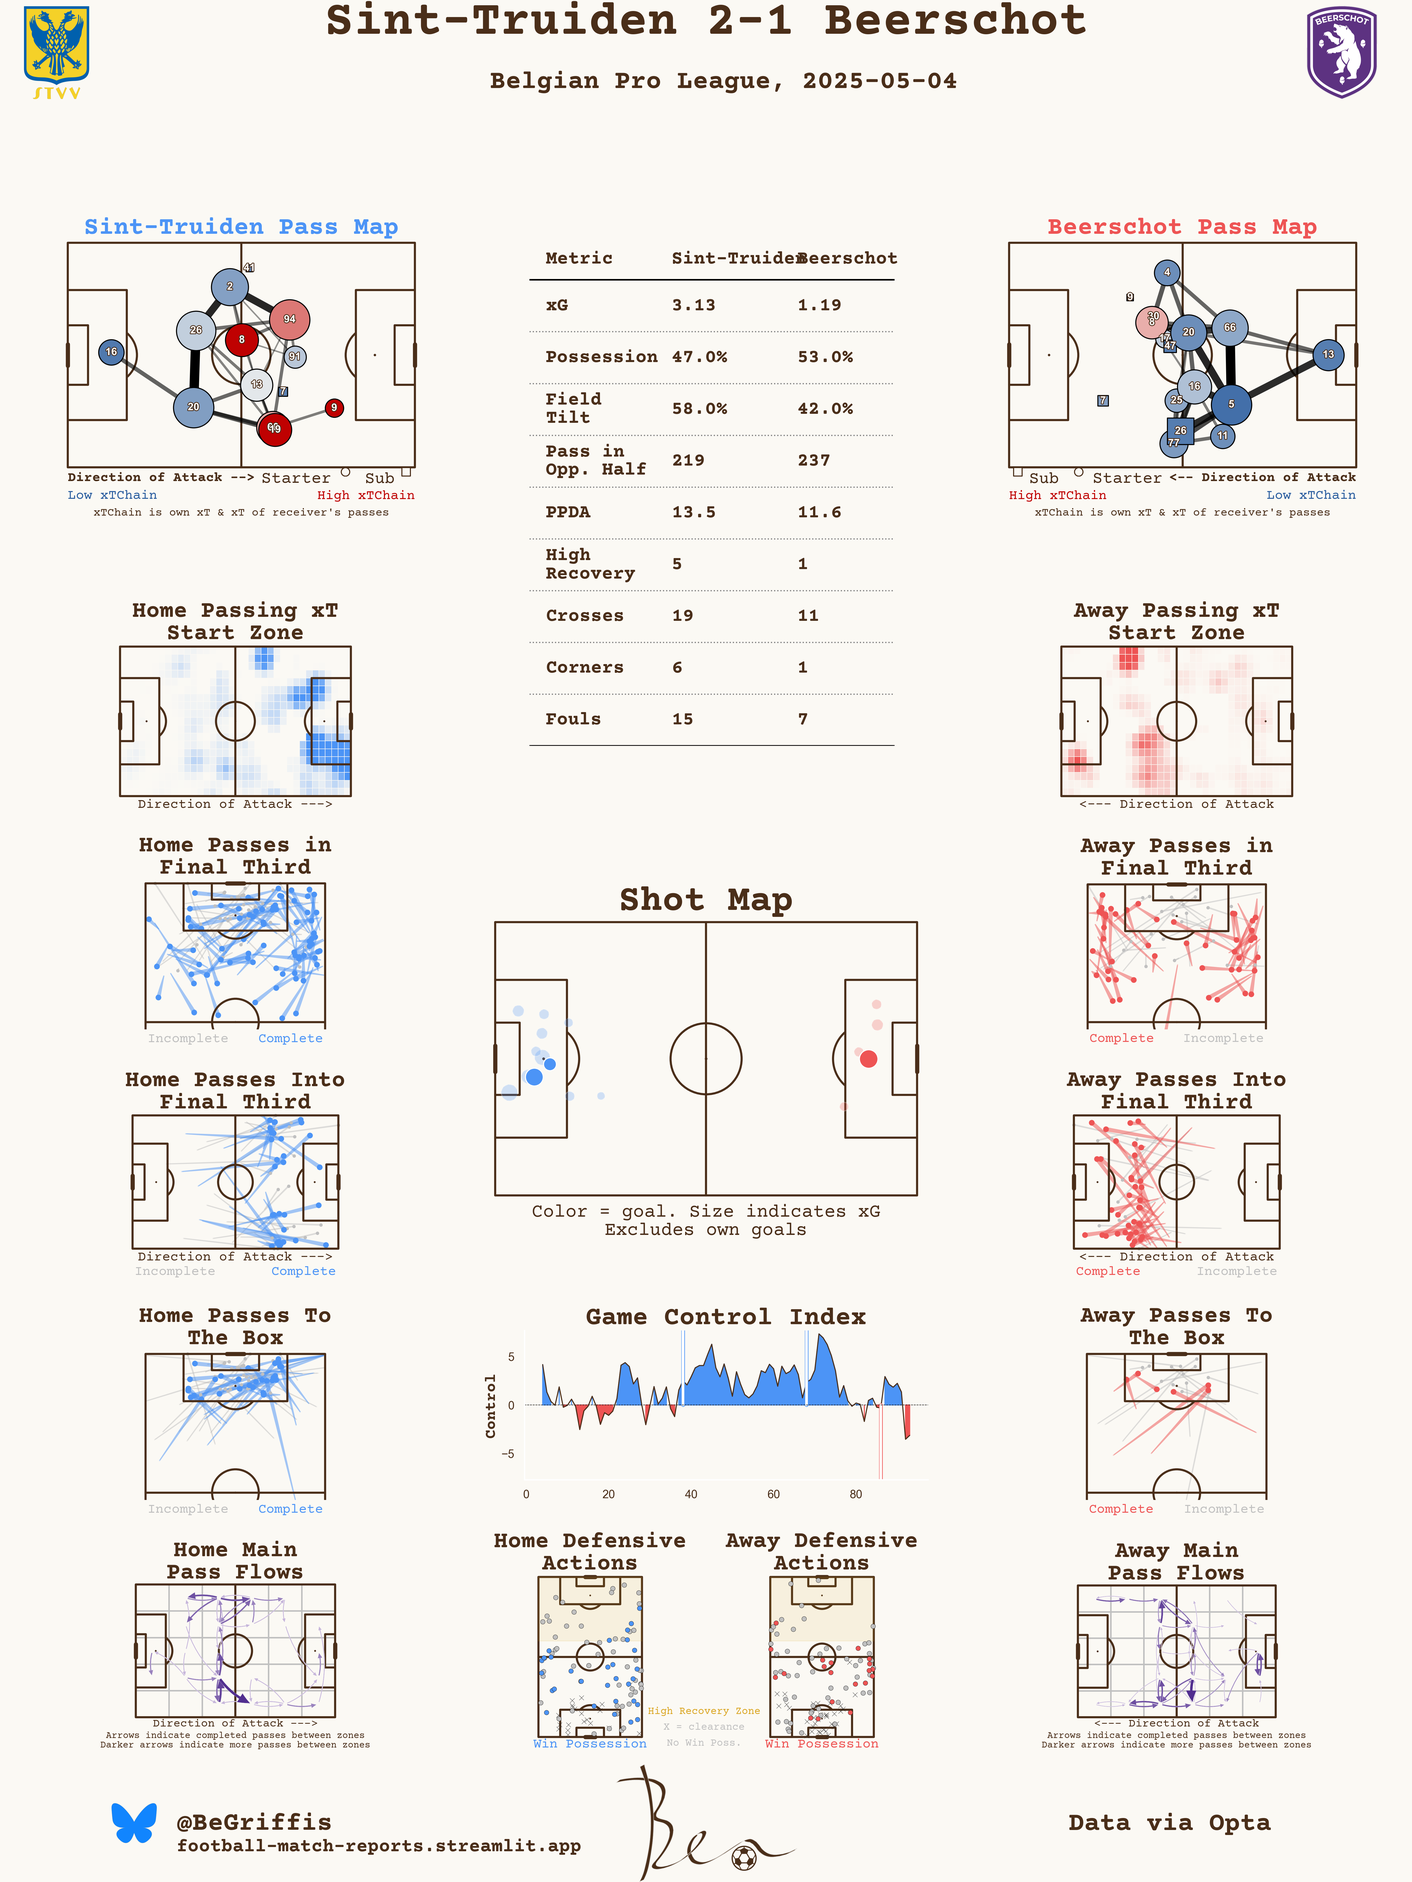 Sint-Truiden 2-1 Beerschot
Belgian Pro League, 2025-05-04
STVV
BEERSCHOT
Sint-Truiden Pass Map
41
2
94
26
8
91
16
13
7
20
9
19
Direction of Attack --> Starter Sub
Low xTChain High xTChain
xTChain is own xT & xT of receiver's passes
Metric Sint-Truiden Beerschot
xG 3.13 1.19
Possession 47.0% 53.0%
Field
Tilt 58.0% 42.0%
Pass in
Opp. Half 219 237
PPDA 13.5 11.6
High
Recovery 5 1
Crosses 19 11
Corners 6 1
Fouls 15 7
Beerschot Pass Map
4
9
30
8
20
66
17
47
13
16
7
25
5
26
11
77
Sub Starter <-- Direction of Attack
High xTChain Low xTChain
xTChain is own xT & xT of receiver's passes
Home Passing xT
Start Zone
Direction of Attack --->
Away Passing xT
Start Zone
<--- Direction of Attack
Home Passes in
Final Third
Incomplete Complete
Away Passes in
Final Third
Complete Incomplete
Shot Map
Color = goal. Size indicates xG
Excludes own goals
Home Passes Into
Final Third
Direction of Attack --->
Incomplete Complete
Away Passes Into
Final Third
<--- Direction of Attack
Complete Incomplete
Home Passes To
The Box
Incomplete Complete
Game Control Index
Control
5
0
−5
0 20 40 60 80
Away Passes To
The Box
Complete Incomplete
Home Main
Pass Flows
Direction of Attack --->
Arrows indicate completed passes between zones
Darker arrows indicate more passes between zones
Home Defensive
Actions
Win Possession
Away Defensive
Actions
Win Possession
High Recovery Zone
X = clearance
No Win Poss.
Away Main
Pass Flows
<--- Direction of Attack
Arrows indicate completed passes between zones
Darker arrows indicate more passes between zones
@BeGriffis
football-match-reports.streamlit.app
Ben
Data via Opta